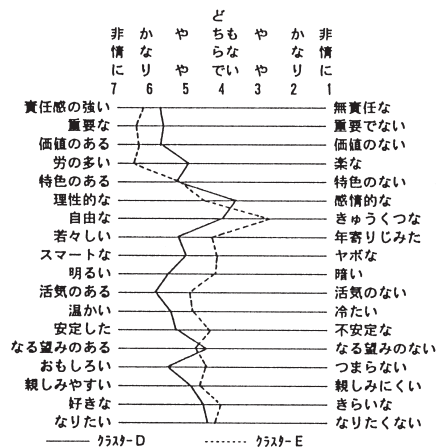 非情に 7
かなり 6
やや 5
どちらでもない 4
やや 3
かなり 2
非情に 1
責任感の強い 無責任な
重要な 重要でない
価値のある 価値のない
労の多い 楽な
特色のある 特色のない
理性的な 感情的な
自由な きゅうくつな
若々しい 年寄りじみた
スマートな ヤボな
明るい 暗い
活気のある 活気のない
温かい 冷たい
安定した 不安定な
なる望みのある なる望みのない
おもしろい つまらない
親しみやすい 親しみにくい
好きな きらいな
なりたい なりたくない
クラスターD クラスターE